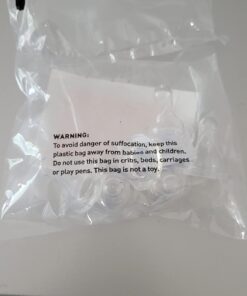 WARNING:
To avoid danger of suffocation, keep this
plastic bag away from babies and children.
Do not use this bag in cribs, beds, carriages
or play pens. This bag is not a toy.